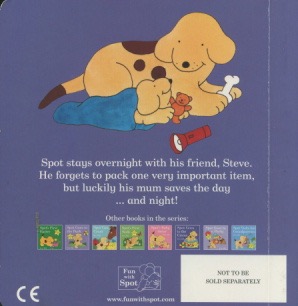 Spot stays overnight with his friend, Steve.
He forgets to pack one very important item,
but luckily his mum saves the day
... and night!
Other books in the series:
Fun
with
Spot
www.funwithspot.com
NOT TO BE
SOLD SEPARATELY
CE